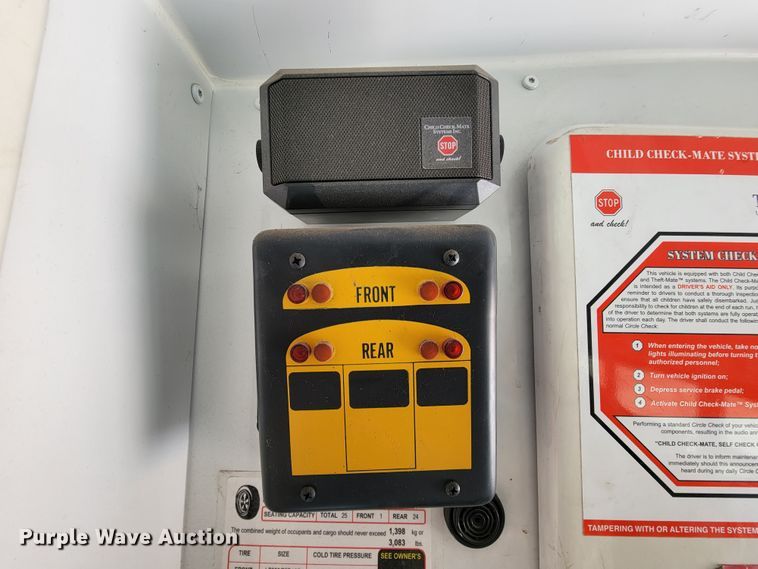 CHILD CHECK-MATE
SYSTEMS INC.
STOP
and check!
FRONT
REAR
SEATING CAPACITY TOTAL 25 FRONT 1 REAR 24
The combined weight of occupants and cargo should never exceed 1,398 kg or
3,083 lbs.
TIRE SIZE COLD TIRE PRESSURE SEE OWNER'S
CHILD CHECK-MATE SYSTE
STOP
and check!
SYSTEM CHECK
This vehicle is equipped with both Child Chec
and Theft-Mate™ systems. The Child Check-Ma
is intended as a DRIVER'S AID ONLY. Its purpo
reminder to drivers to conduct a thorough inspection
ensure that all children have safely disembarked. Jus
responsibility to check for children at the end of each run, i
of the driver to determine that both systems are fully operat
into operation each day. The driver shall conduct the followin
normal Circle Check:
1 When entering the vehicle, take no
lights illuminating before turning t
authorized personnel;
2 Turn vehicle ignition on;
3 Depress service brake pedal;
4 Activate Child Check-Mate™ Sys
Performing a standard Circle Check of your vehic
components, resulting in the audio an
"CHILD CHECK-MATE, SELF CHECK
The driver is to inform maintenan
immediately should this announcem
heard during any daily Circle C
TAMPERING WITH OR ALTERING THE SYSTEM
Purple Wave Auction